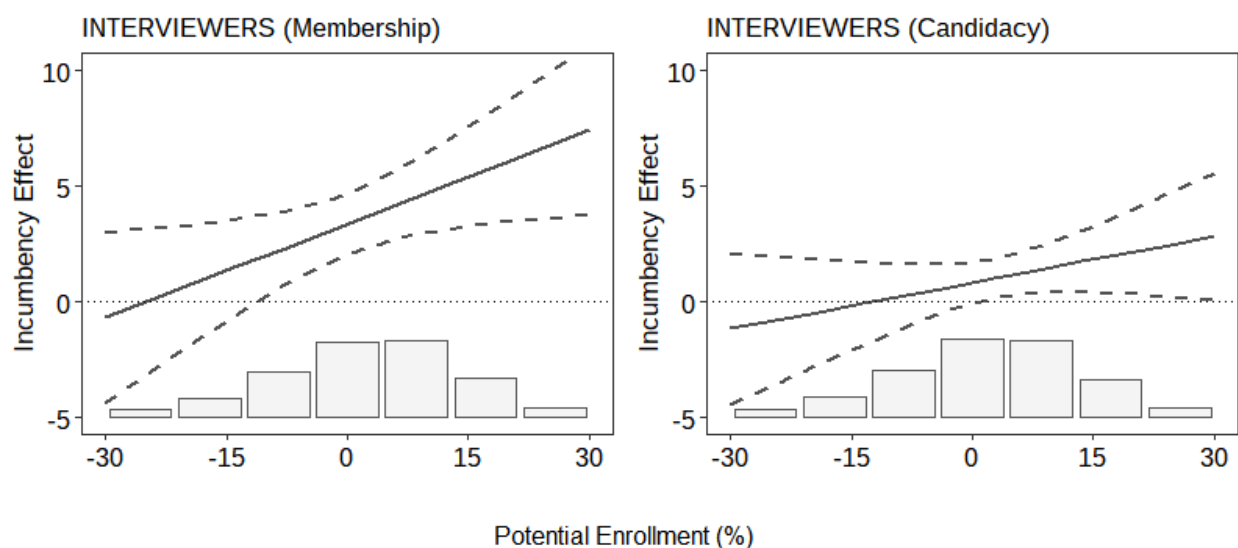 INTERVIEWERS (Membership)
10
5
0
-5
Incumbency Effect
-30 -15 0 15 30
INTERVIEWERS (Candidacy)
10
5
0
-5
Incumbency Effect
-30 -15 0 15 30
Potential Enrollment (%)